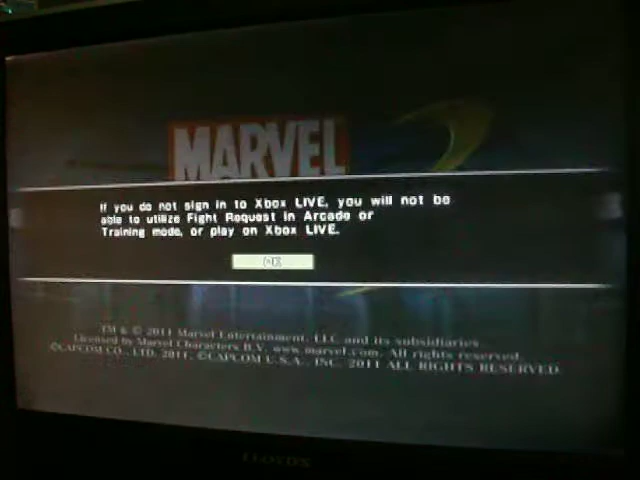 MARVEL
If you do not sign in to Xbox LIVE, you will not be
able to utilize Fight Request in Arcade or
Training mode, or play on Xbox LIVE.
OK
TM & © 2011 Marvel Entertainment, LLC and its subsidiaries.
Licensed by Marvel Characters B.V. www.marvel.com. All rights reserved.
©CAPCOM CO., LTD. 2011, ©CAPCOM U.S.A., INC. 2011 ALL RIGHTS RESERVED.